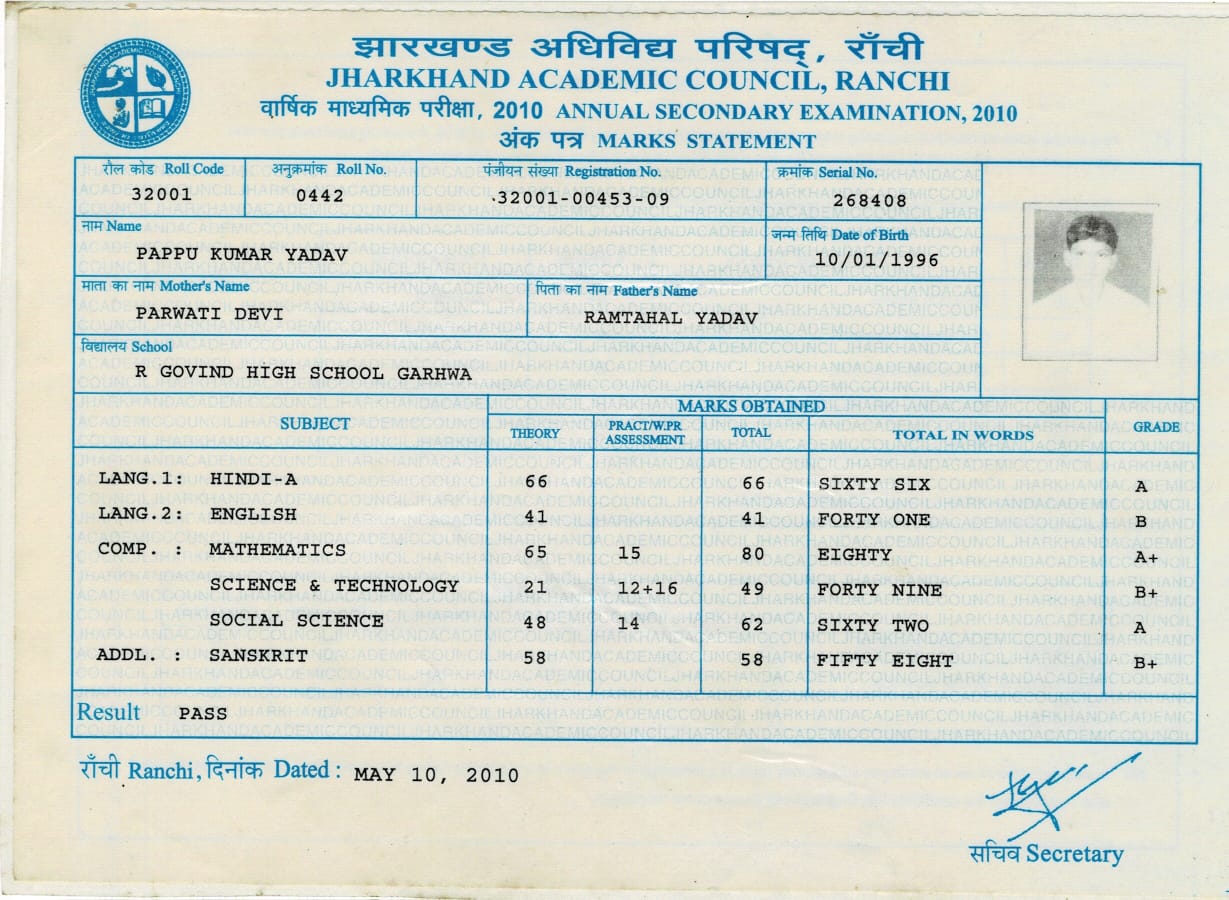 झारखण्ड अधिविद्य परिषद्, राँची
JHARKHAND ACADEMIC COUNCIL, RANCHI
वार्षिक माध्यमिक परीक्षा, 2010 ANNUAL SECONDARY EXAMINATION, 2010
अंक पत्र MARKS STATEMENT
रौल कोड Roll Code अनुक्रमांक Roll No. पंजीयन संख्या Registration No. क्रमांक Serial No.
32001 0442 32001-00453-09 268408
नाम Name जन्म तिथि Date of Birth
PAPPU KUMAR YADAV 10/01/1996
माता का नाम Mother's Name पिता का नाम Father's Name
PARWATI DEVI RAMTAHAL YADAV
विद्यालय School
R GOVIND HIGH SCHOOL GARHWA
MARKS OBTAINED
SUBJECT THEORY PRACT/W.PR ASSESSMENT TOTAL TOTAL IN WORDS GRADE
LANG.1: HINDI-A 66 66 SIXTY SIX A
LANG.2: ENGLISH 41 41 FORTY ONE B
COMP. : MATHEMATICS 65 15 80 EIGHTY A+
SCIENCE & TECHNOLOGY 21 12+16 49 FORTY NINE B+
SOCIAL SCIENCE 48 14 62 SIXTY TWO A
ADDL. : SANSKRIT 58 58 FIFTY EIGHT B+
Result PASS
राँची Ranchi, दिनांक Dated : MAY 10, 2010
सचिव Secretary